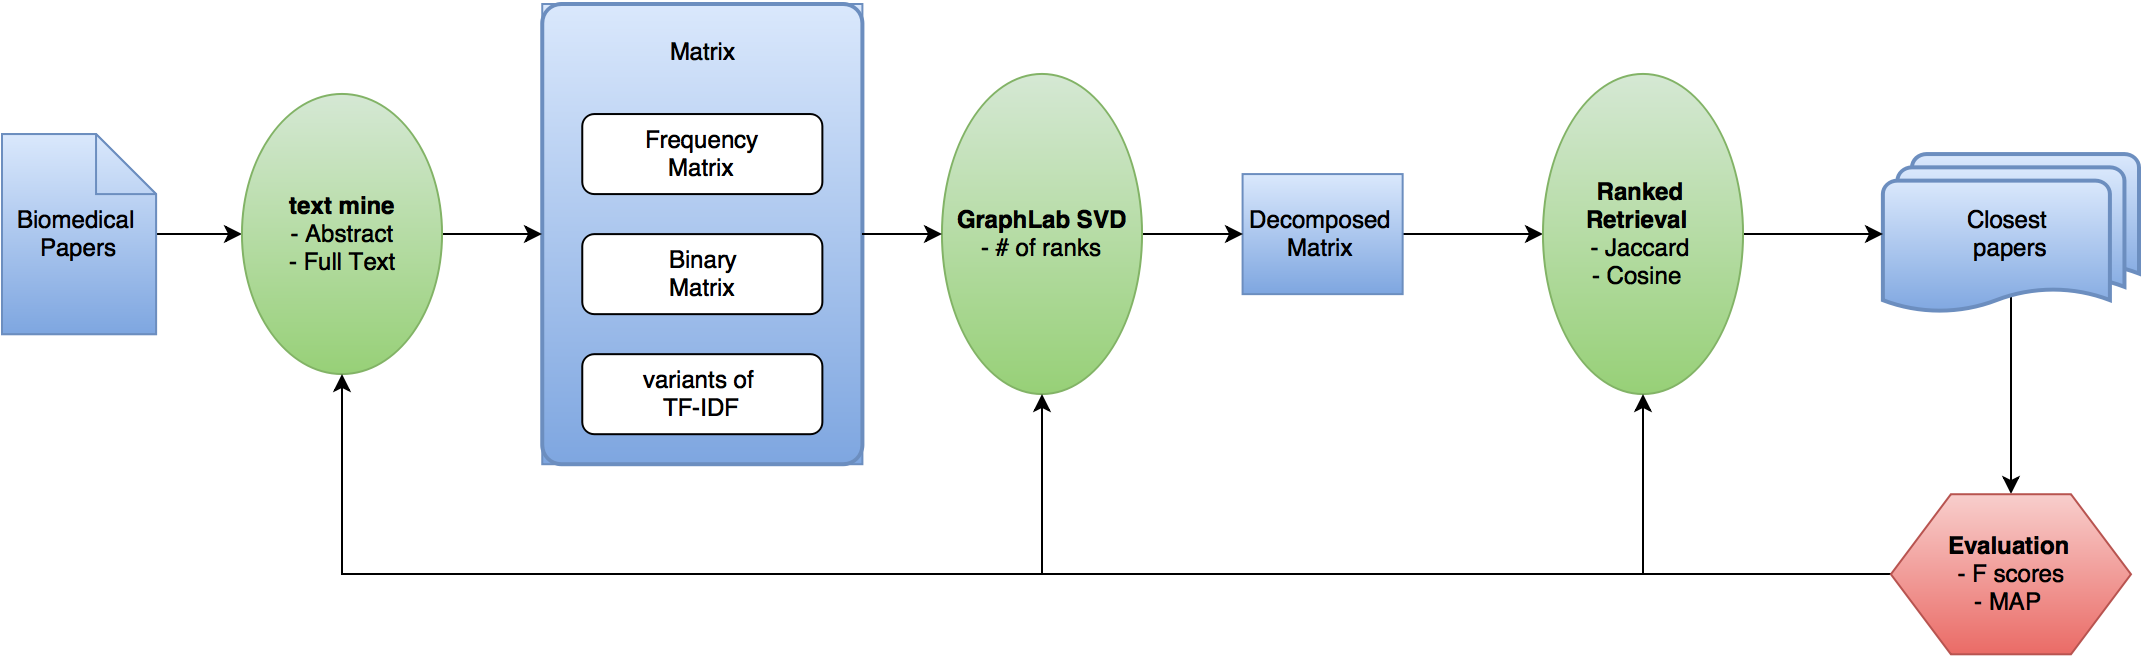 Biomedical
Papers
text mine
- Abstract
- Full Text
Matrix
Frequency
Matrix
Binary
Matrix
variants of
TF-IDF
GraphLab SVD
- # of ranks
Decomposed
Matrix
Ranked
Retrieval
- Jaccard
- Cosine
Closest
papers
Evaluation
- F scores
- MAP